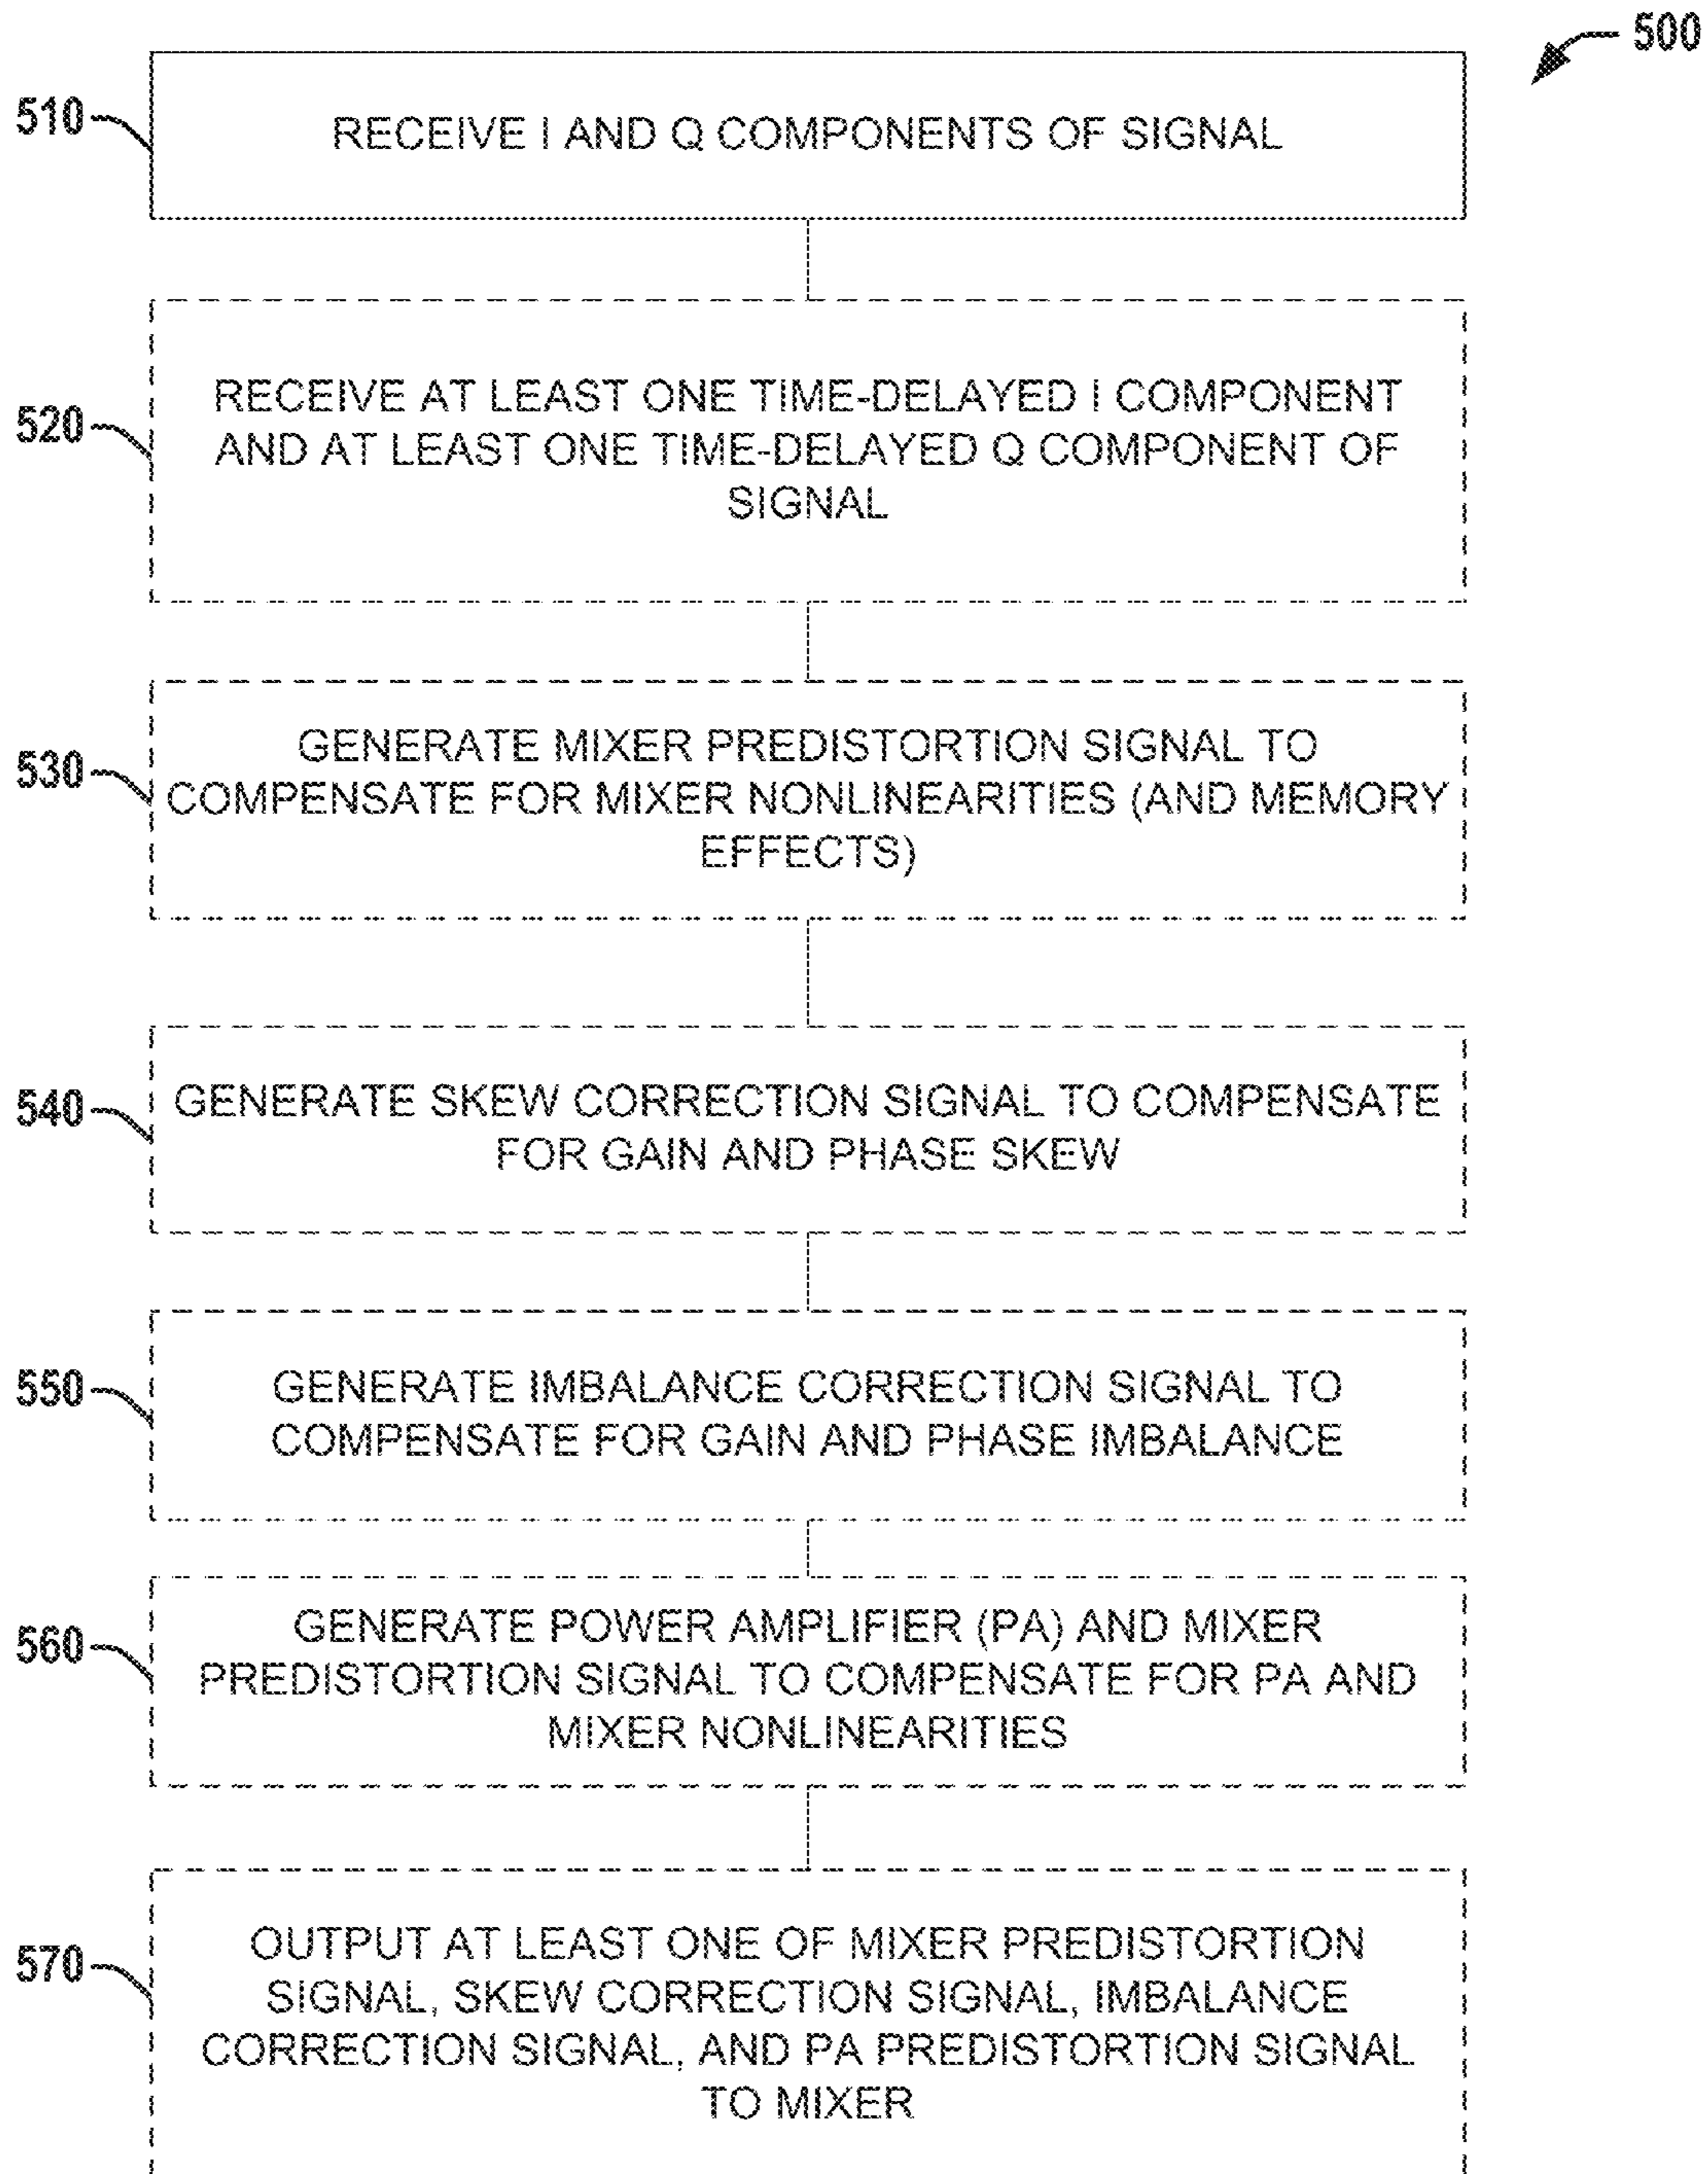 500
510
RECEIVE I AND Q COMPONENTS OF SIGNAL
520
RECEIVE AT LEAST ONE TIME-DELAYED I COMPONENT
AND AT LEAST ONE TIME-DELAYED Q COMPONENT OF
SIGNAL
530
GENERATE MIXER PREDISTORTION SIGNAL TO
COMPENSATE FOR MIXER NONLINEARITIES (AND MEMORY
EFFECTS)
540
GENERATE SKEW CORRECTION SIGNAL TO COMPENSATE
FOR GAIN AND PHASE SKEW
550
GENERATE IMBALANCE CORRECTION SIGNAL TO
COMPENSATE FOR GAIN AND PHASE IMBALANCE
560
GENERATE POWER AMPLIFIER (PA) AND MIXER
PREDISTORTION SIGNAL TO COMPENSATE FOR PA AND
MIXER NONLINEARITIES
570
OUTPUT AT LEAST ONE OF MIXER PREDISTORTION
SIGNAL, SKEW CORRECTION SIGNAL, IMBALANCE
CORRECTION SIGNAL, AND PA PREDISTORTION SIGNAL
TO MIXER